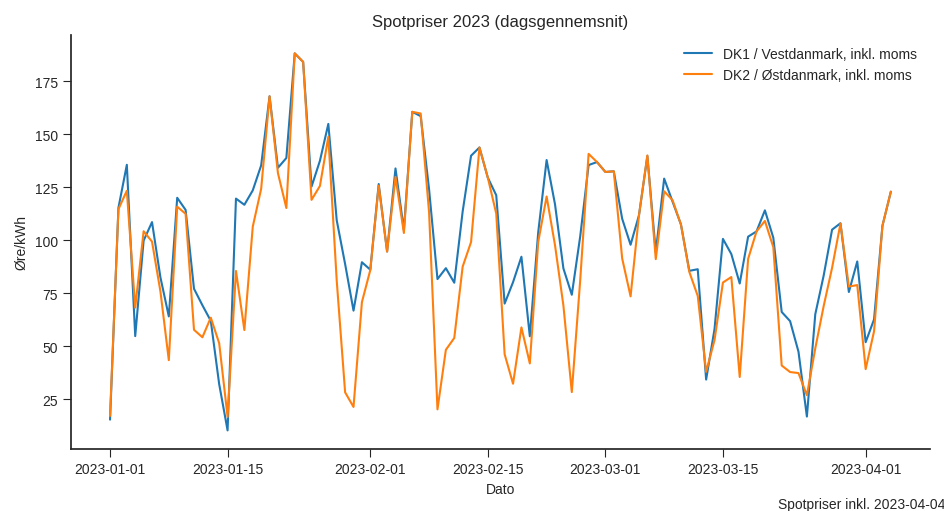 Spotpriser 2023 (dagsgennemsnit)
DK1 / Vestdanmark, inkl. moms
DK2 / Østdanmark, inkl. moms
175
150
125
100
75
50
25
Øre/kWh
2023-01-01
2023-01-15
2023-02-01
2023-02-15
2023-03-01
2023-03-15
2023-04-01
Dato
Spotpriser inkl. 2023-04-04